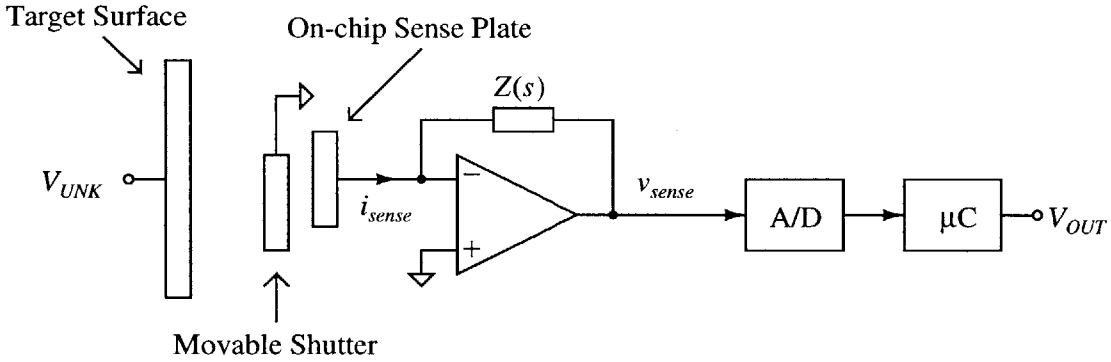 Target Surface
On-chip Sense Plate
Z(s)
V_UNK
i_sense
−
+
v_sense
A/D
μC
V_OUT
Movable Shutter